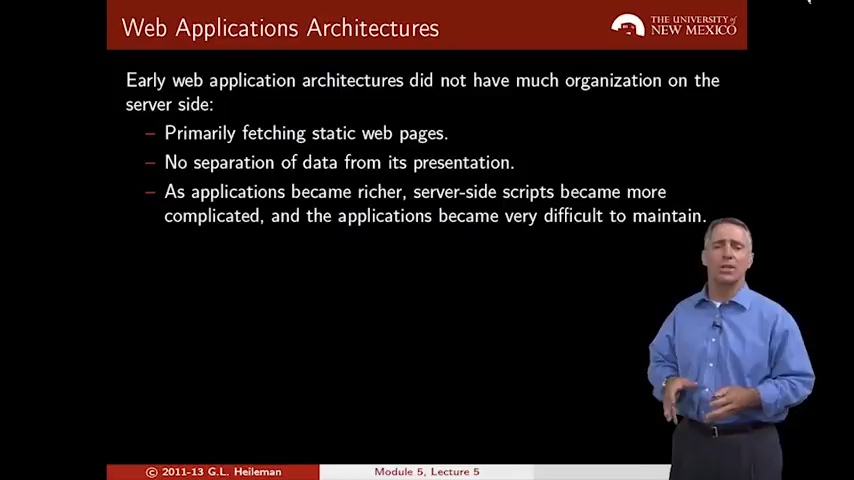 Web Applications Architectures
THE UNIVERSITY of
NEW MEXICO
Early web application architectures did not have much organization on the
server side:
– Primarily fetching static web pages.
– No separation of data from its presentation.
– As applications became richer, server-side scripts became more
complicated, and the applications became very difficult to maintain.
© 2011-13 G.L. Heileman
Module 5, Lecture 5